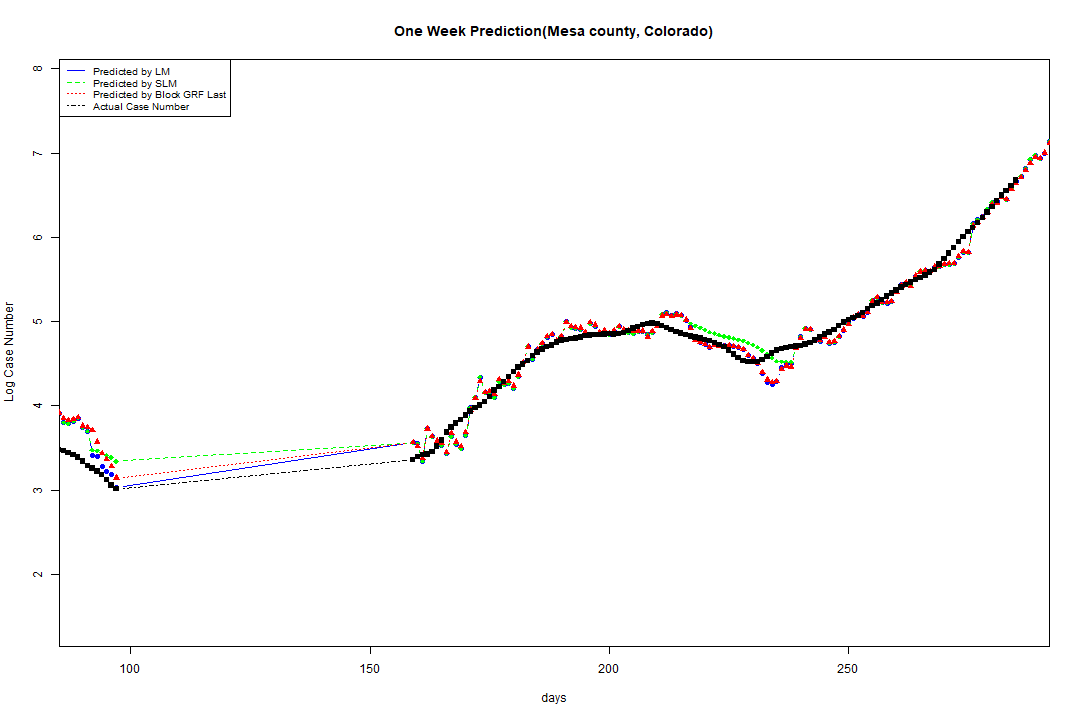 One Week Prediction(Mesa county, Colorado)
Predicted by LM
Predicted by SLM
Predicted by Block GRF Last
Actual Case Number
8
7
6
5
4
3
2
Log Case Number
100 150 200 250
days